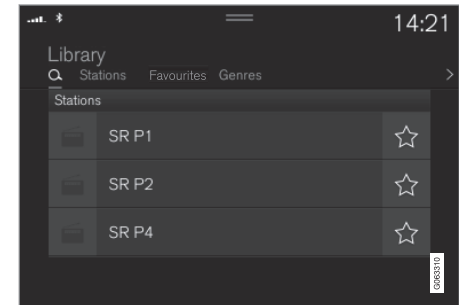 14:21
Library
Stations Favourites Genres
Stations
SR P1
SR P2
SR P4
G063310